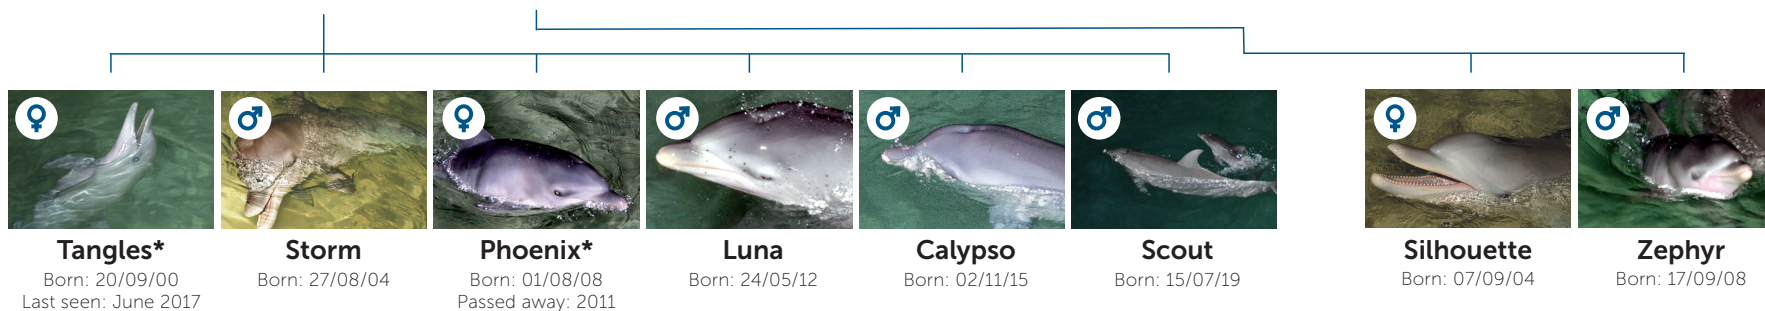 Tangles*
Born: 20/09/00
Last seen: June 2017
Storm
Born: 27/08/04
Phoenix*
Born: 01/08/08
Passed away: 2011
Luna
Born: 24/05/12
Calypso
Born: 02/11/15
Scout
Born: 15/07/19
Silhouette
Born: 07/09/04
Zephyr
Born: 17/09/08